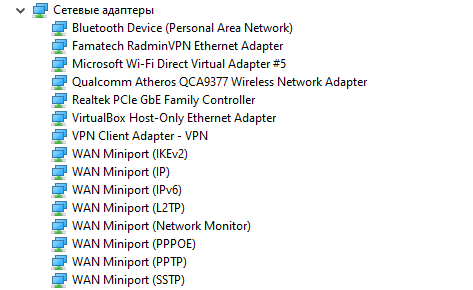 Сетевые адаптеры
Bluetooth Device (Personal Area Network)
Famatech RadminVPN Ethernet Adapter
Microsoft Wi-Fi Direct Virtual Adapter #5
Qualcomm Atheros QCA9377 Wireless Network Adapter
Realtek PCIe GbE Family Controller
VirtualBox Host-Only Ethernet Adapter
VPN Client Adapter - VPN
WAN Miniport (IKEv2)
WAN Miniport (IP)
WAN Miniport (IPv6)
WAN Miniport (L2TP)
WAN Miniport (Network Monitor)
WAN Miniport (PPPOE)
WAN Miniport (PPTP)
WAN Miniport (SSTP)